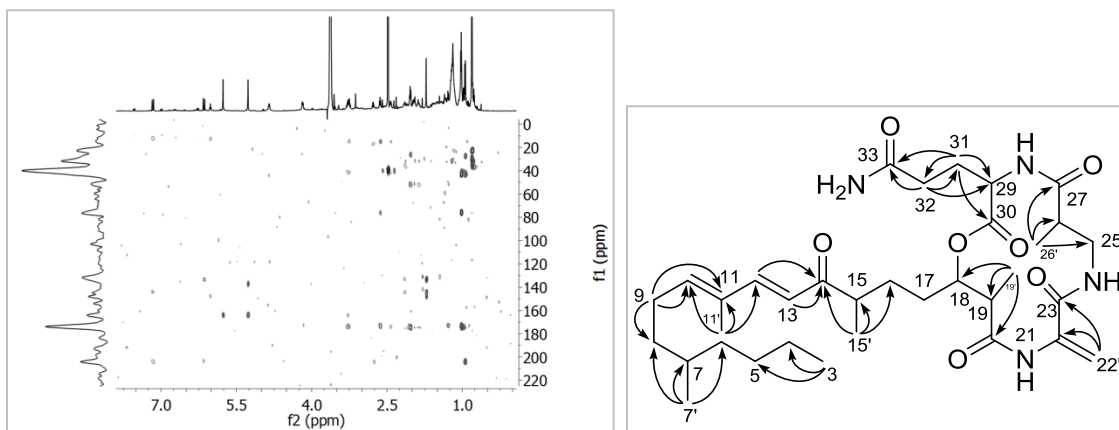 0
20
40
60
80
100
120
140
160
180
200
220
f1 (ppm)
7.0 5.5 4.0 2.5 1.0
f2 (ppm)
O 31 H N O
33 29 27
H2N 32 30 25
O O 26' NH
O O
9 11 15 17 18 19' 23
13 19 21
11' 15' N H 22'
7 5 3 O
7'